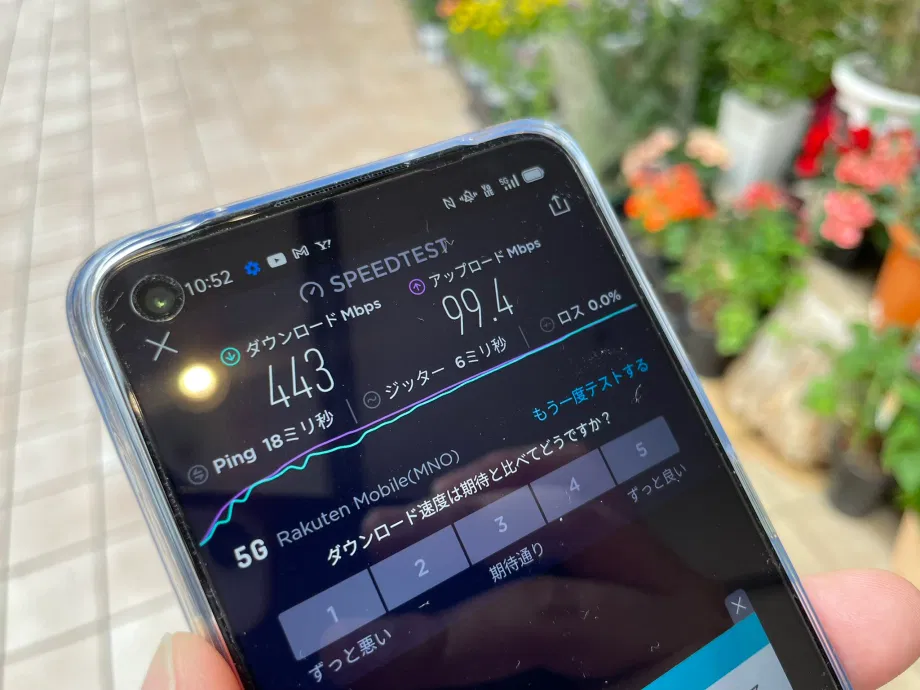 10:52
SPEEDTEST
ダウンロード Mbps
443
アップロード Mbps
99.4
Ping 18ミリ秒
ジッター 6ミリ秒
ロス 0.0%
もう一度テストする
5G Rakuten Mobile(MNO)
ダウンロード速度は期待と比べてどうですか?
1 2 3 4 5
ずっと悪い 期待通り ずっと良い